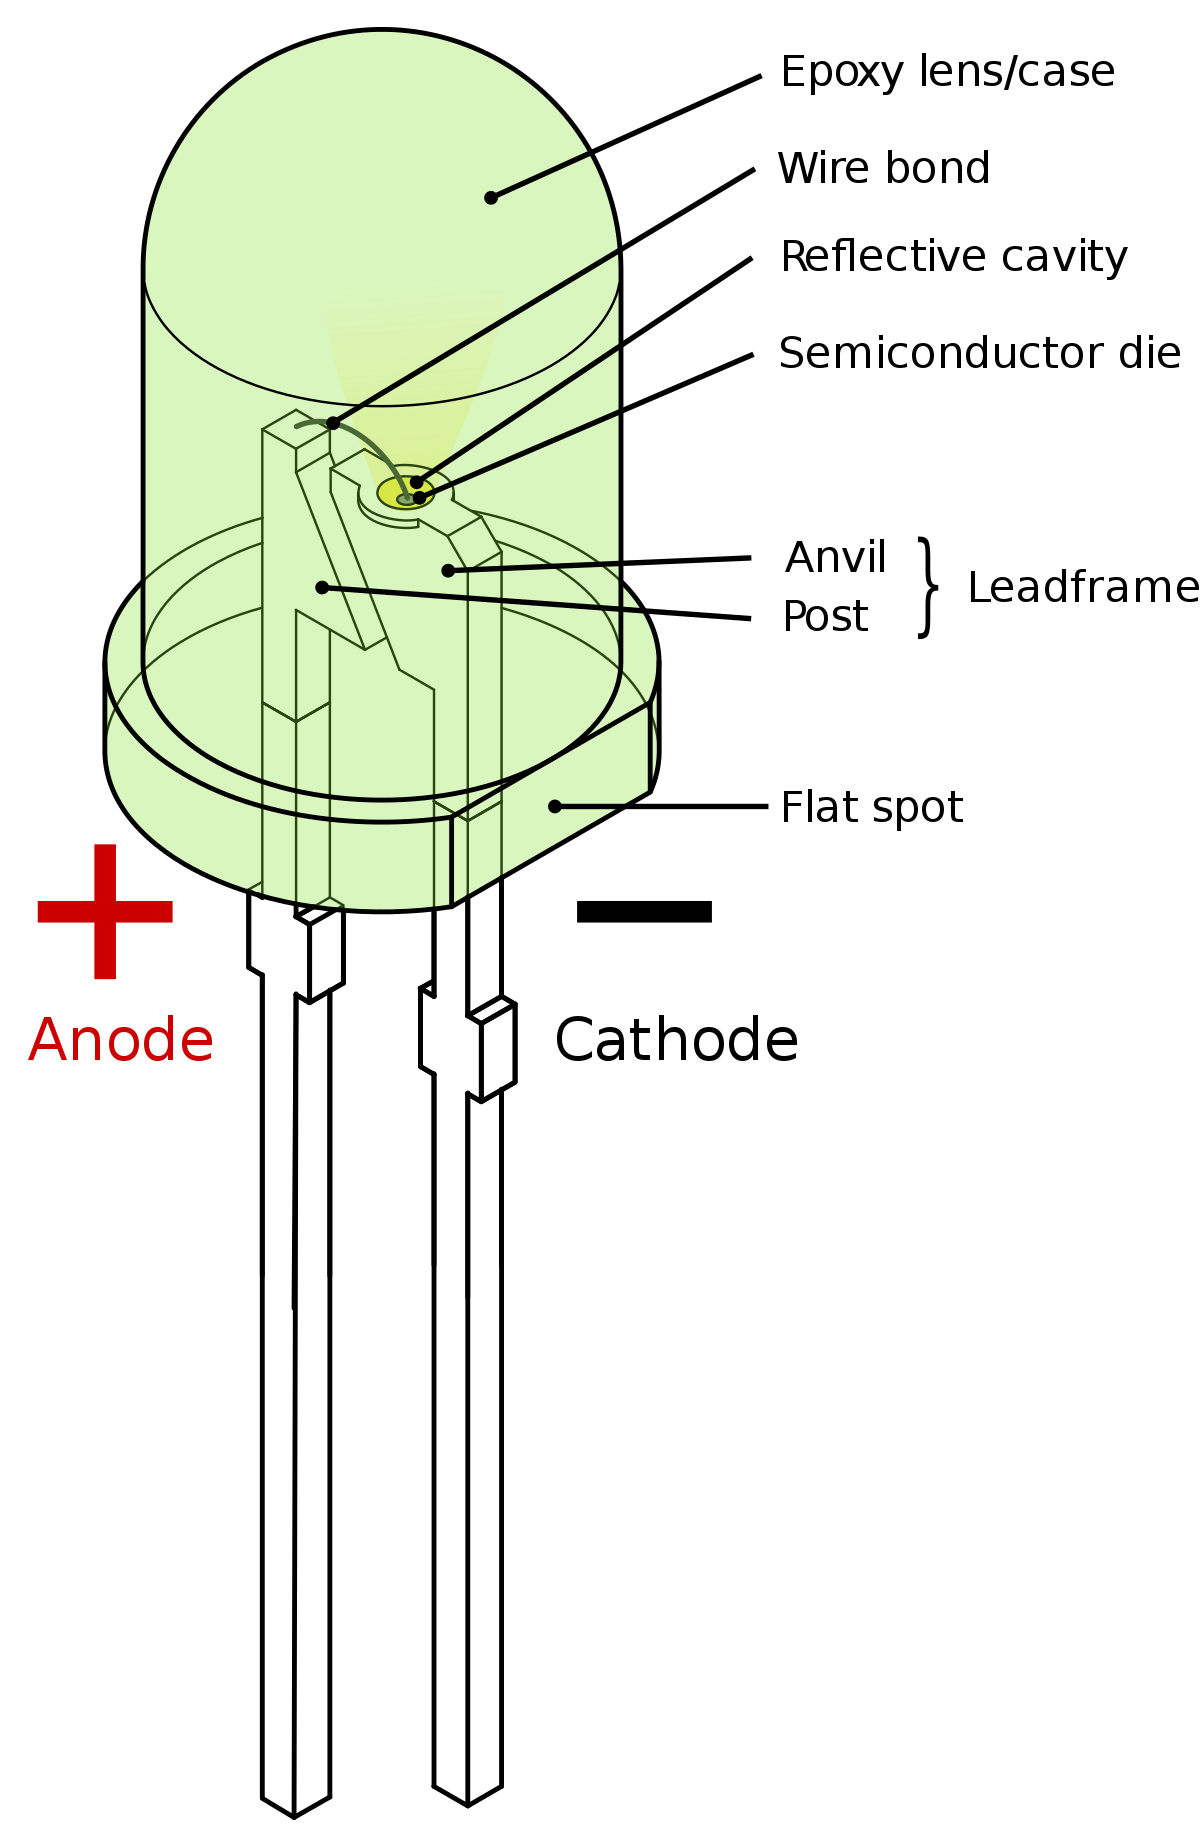 Epoxy lens/case
Wire bond
Reflective cavity
Semiconductor die
Anvil
Post
} Leadframe
Flat spot
+
Anode
−
Cathode